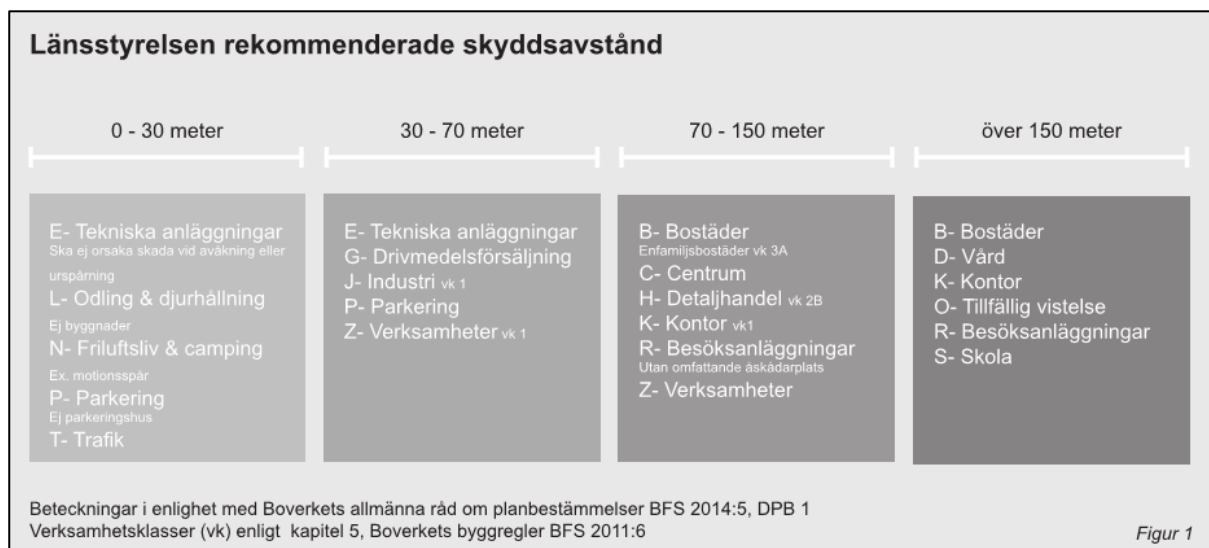 Länsstyrelsen rekommenderade skyddsavstånd
0 - 30 meter
E- Tekniska anläggningar
Ska ej orsaka skada vid avåkning eller
urspårning
L- Odling & djurhållning
Ej byggnader
N- Friluftsliv & camping
Ex. motionsspår
P- Parkering
Ej parkeringshus
T- Trafik
30 - 70 meter
E- Tekniska anläggningar
G- Drivmedelsförsäljning
J- Industri vk 1
P- Parkering
Z- Verksamheter vk 1
70 - 150 meter
B- Bostäder
Enfamiljsbostäder vk 3A
C- Centrum
H- Detaljhandel vk 2B
K- Kontor vk1
R- Besöksanläggningar
Utan omfattande åskådarplats
Z- Verksamheter
över 150 meter
B- Bostäder
D- Vård
K- Kontor
O- Tillfällig vistelse
R- Besöksanläggningar
S- Skola
Beteckningar i enlighet med Boverkets allmänna råd om planbestämmelser BFS 2014:5, DPB 1
Verksamhetsklasser (vk) enligt kapitel 5, Boverkets byggregler BFS 2011:6
Figur 1